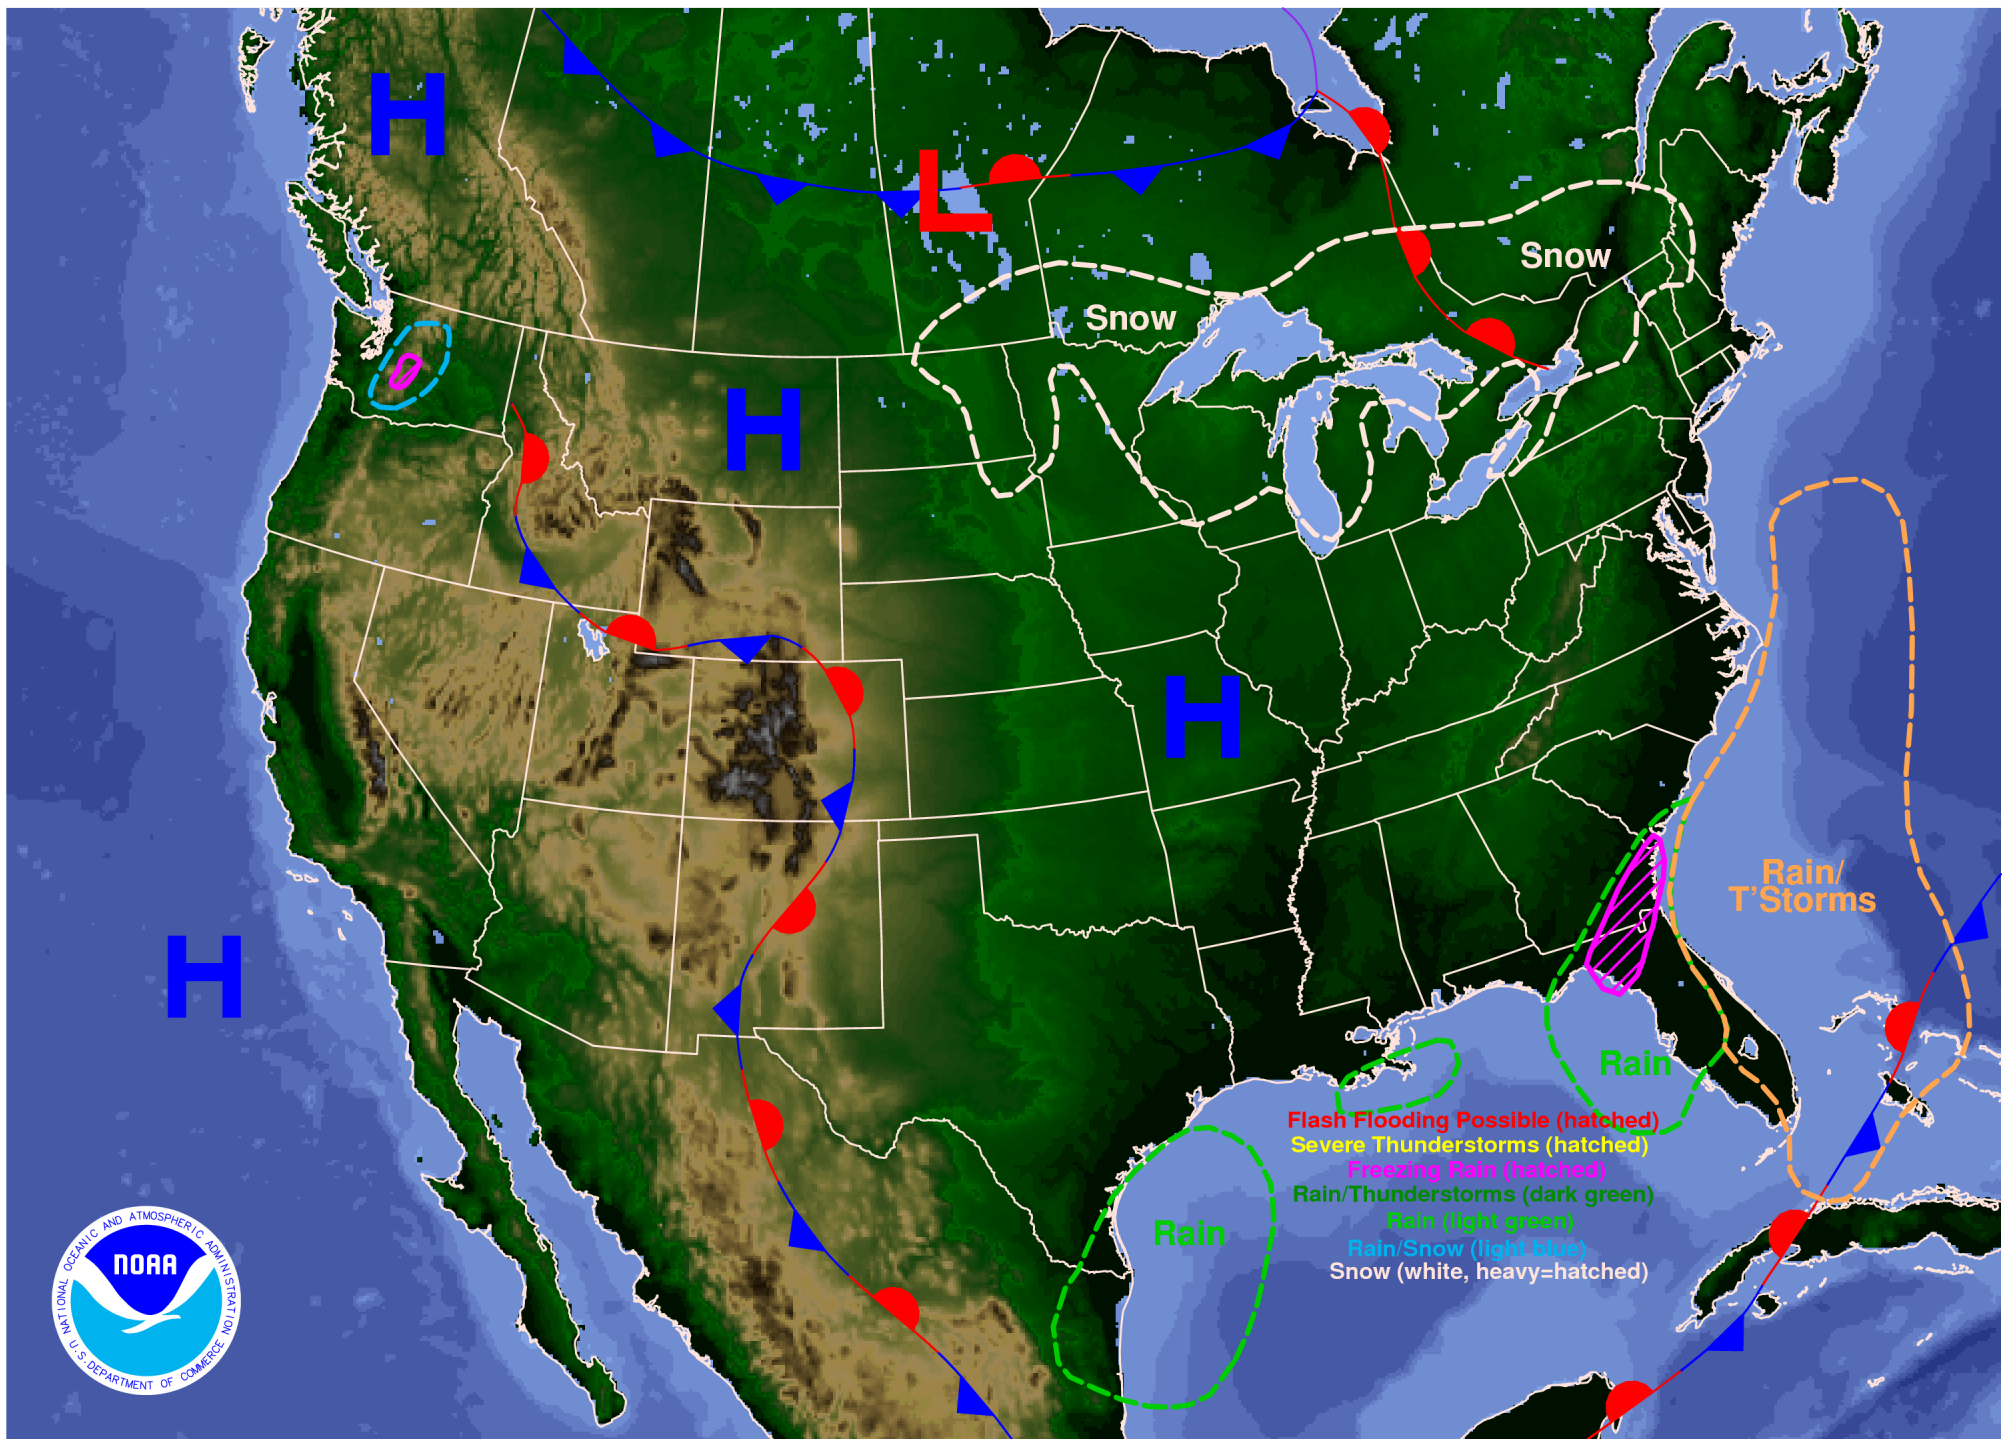 H
L
Snow
Snow
H
H
Rain/
T'Storms
H
Rain
Rain
Flash Flooding Possible (hatched)
Severe Thunderstorms (hatched)
Freezing Rain (hatched)
Rain/Thunderstorms (dark green)
Rain (light green)
Rain/Snow (light blue)
Snow (white, heavy=hatched)
NATIONAL OCEANIC AND ATMOSPHERIC ADMINISTRATION
NOAA
U.S. DEPARTMENT OF COMMERCE